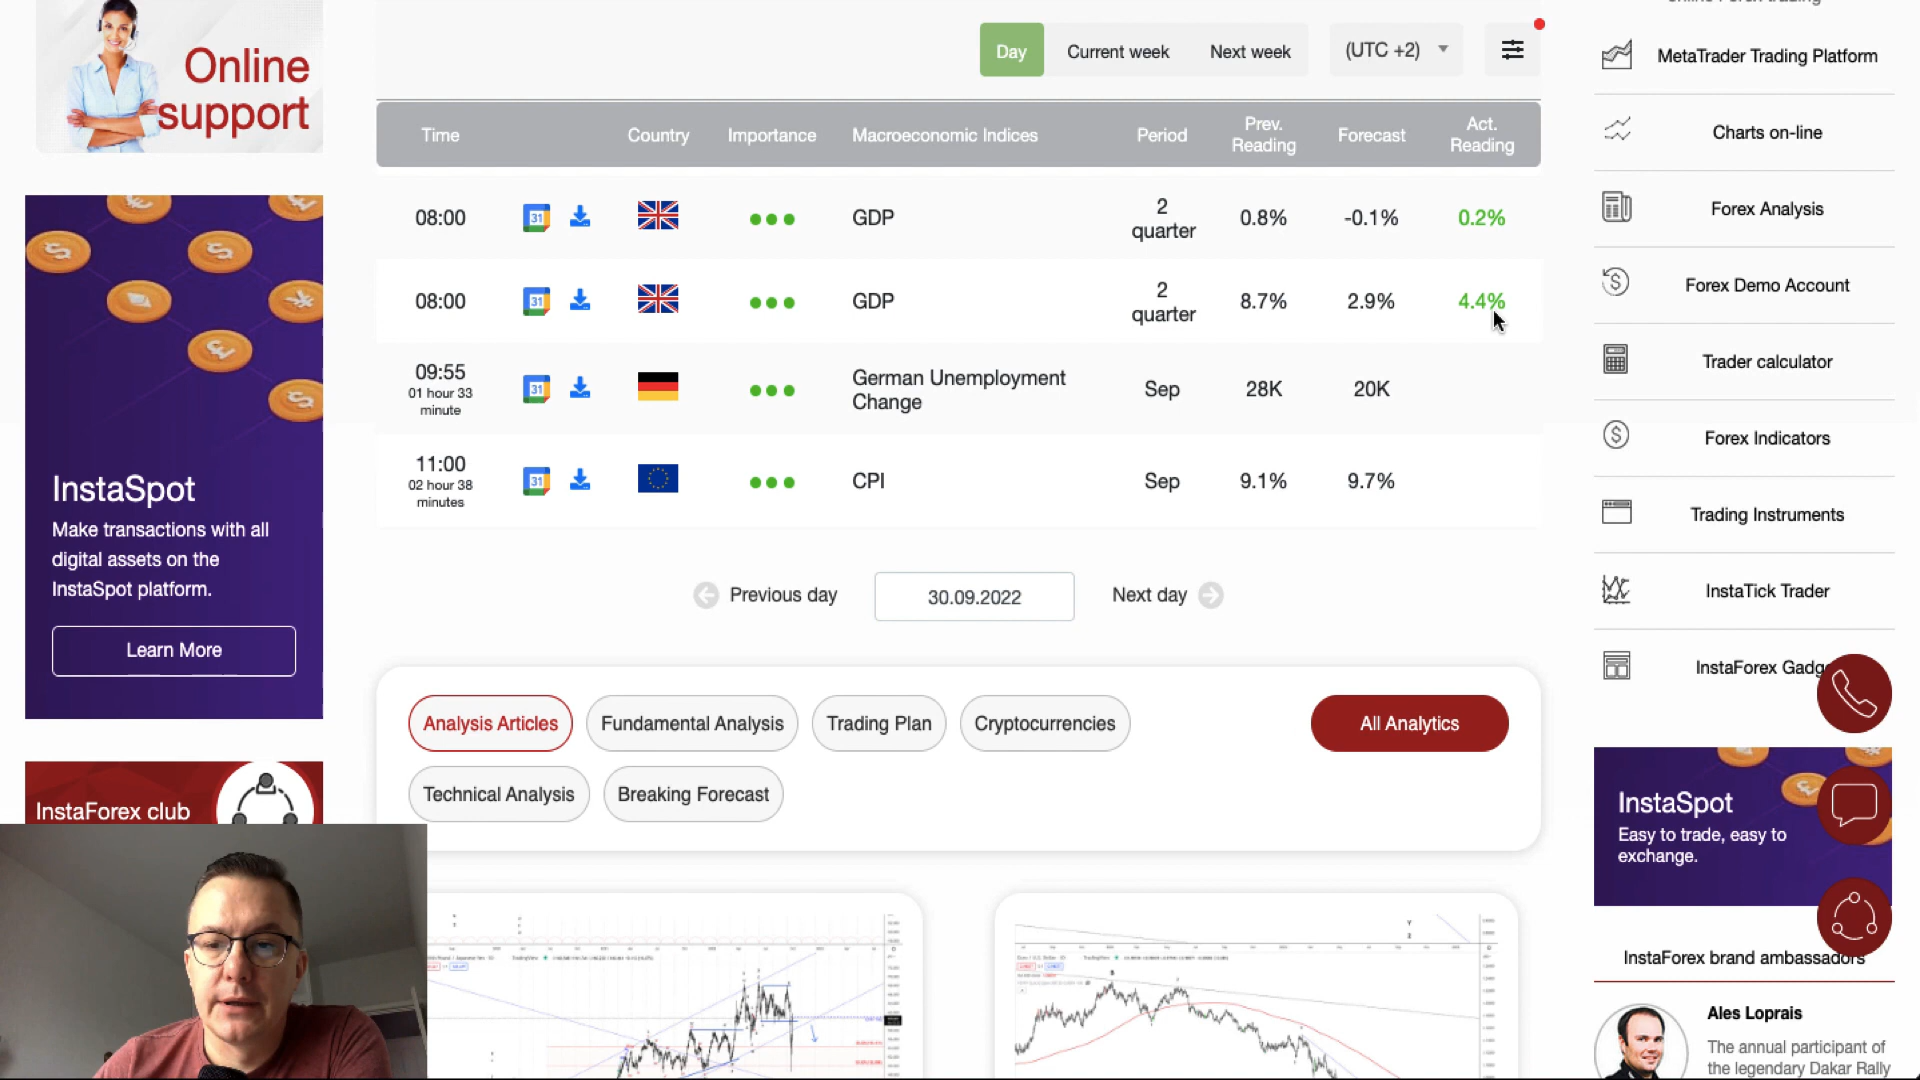 online Forex trading
Online
support
Day
Current week
Next week
(UTC +2)
Time
Country
Importance
Macroeconomic Indices
Period
Prev.
Reading
Forecast
Act.
Reading
08:00
31
GDP
2
quarter
0.8%
-0.1%
0.2%
08:00
31
GDP
2
quarter
8.7%
2.9%
4.4%
09:55
01 hour 33
minute
31
German Unemployment
Change
Sep
28K
20K
11:00
02 hour 38
minutes
31
CPI
Sep
9.1%
9.7%
Previous day
30.09.2022
Next day
Analysis Articles
Fundamental Analysis
Trading Plan
Cryptocurrencies
All Analytics
Technical Analysis
Breaking Forecast
InstaSpot
Make transactions with all
digital assets on the
InstaSpot platform.
Learn More
InstaForex club
MetaTrader Trading Platform
Charts on-line
Forex Analysis
Forex Demo Account
Trader calculator
Forex Indicators
Trading Instruments
InstaTick Trader
InstaForex Gadg
InstaSpot
Easy to trade, easy to
exchange.
InstaForex brand ambassadors
Ales Loprais
The annual participant of
the legendary Dakar Rally